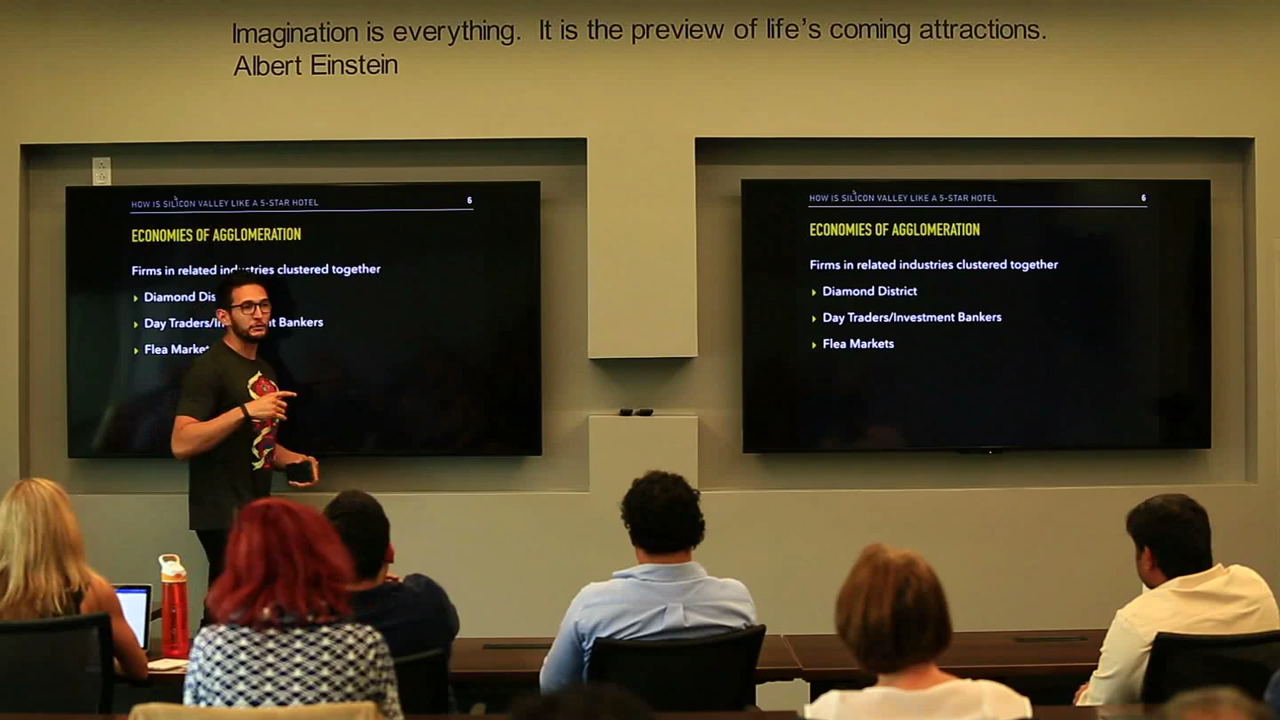 Imagination is everything. It is the preview of life's coming attractions.
Albert Einstein
HOW IS SILICON VALLEY LIKE A 5-STAR HOTEL 6
ECONOMIES OF AGGLOMERATION
Firms in related industries clustered together
Diamond Dis
Day Traders/In t Bankers
Flea Market
HOW IS SILICON VALLEY LIKE A 5-STAR HOTEL 6
ECONOMIES OF AGGLOMERATION
Firms in related industries clustered together
Diamond District
Day Traders/Investment Bankers
Flea Markets